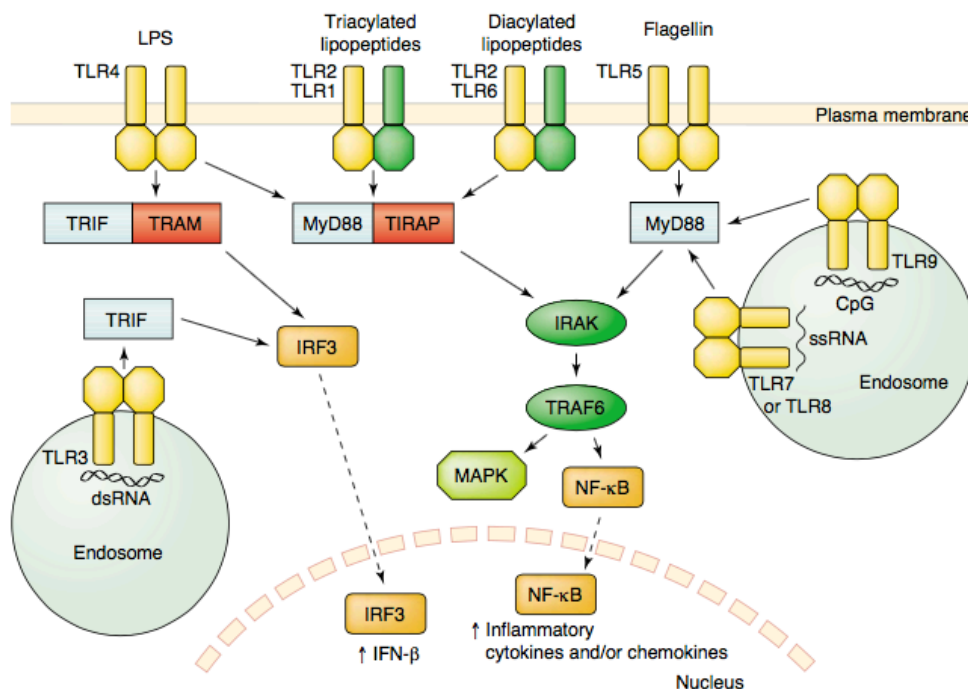 LPS
Triacylated
lipopeptides
Diacylated
lipopeptides
Flagellin
TLR4
TLR2
TLR1
TLR2
TLR6
TLR5
Plasma membrane
TRIF
TRAM
MyD88
TIRAP
MyD88
TLR9
CpG
ssRNA
TLR7
or TLR8
Endosome
TRIF
IRF3
IRAK
TRAF6
TLR3
dsRNA
Endosome
MAPK
NF-κB
IRF3
↑ IFN-β
NF-κB
↑ Inflammatory
cytokines and/or chemokines
Nucleus